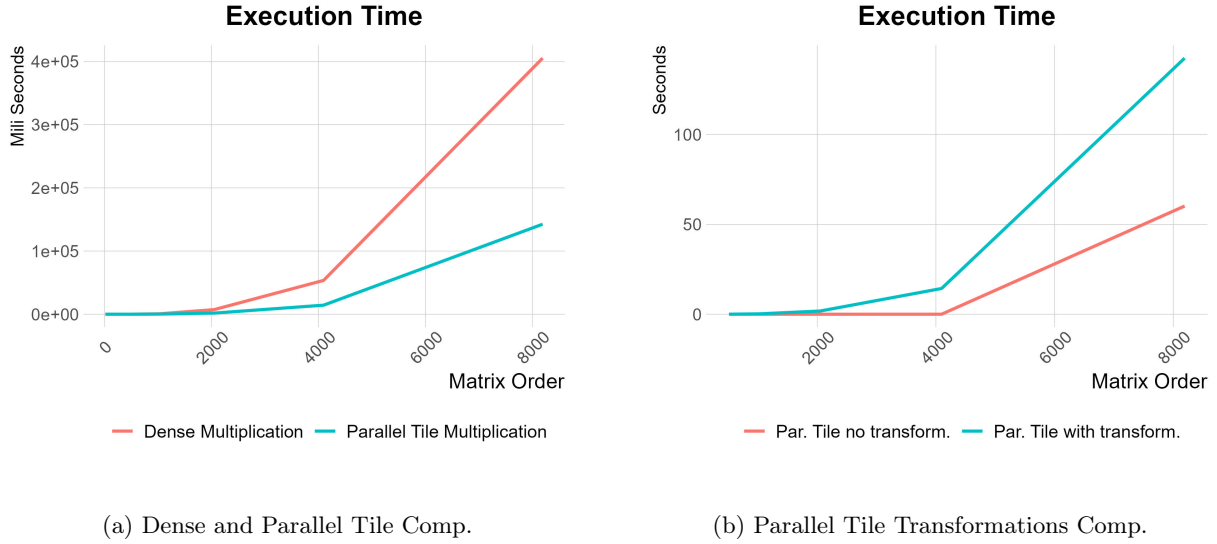 Execution Time
Mili Seconds
4e+05
3e+05
2e+05
1e+05
0e+00
0
2000
4000
6000
8000
Matrix Order
Dense Multiplication
Parallel Tile Multiplication
(a) Dense and Parallel Tile Comp.
Execution Time
Seconds
100
50
0
2000
4000
6000
8000
Matrix Order
Par. Tile no transform.
Par. Tile with transform.
(b) Parallel Tile Transformations Comp.